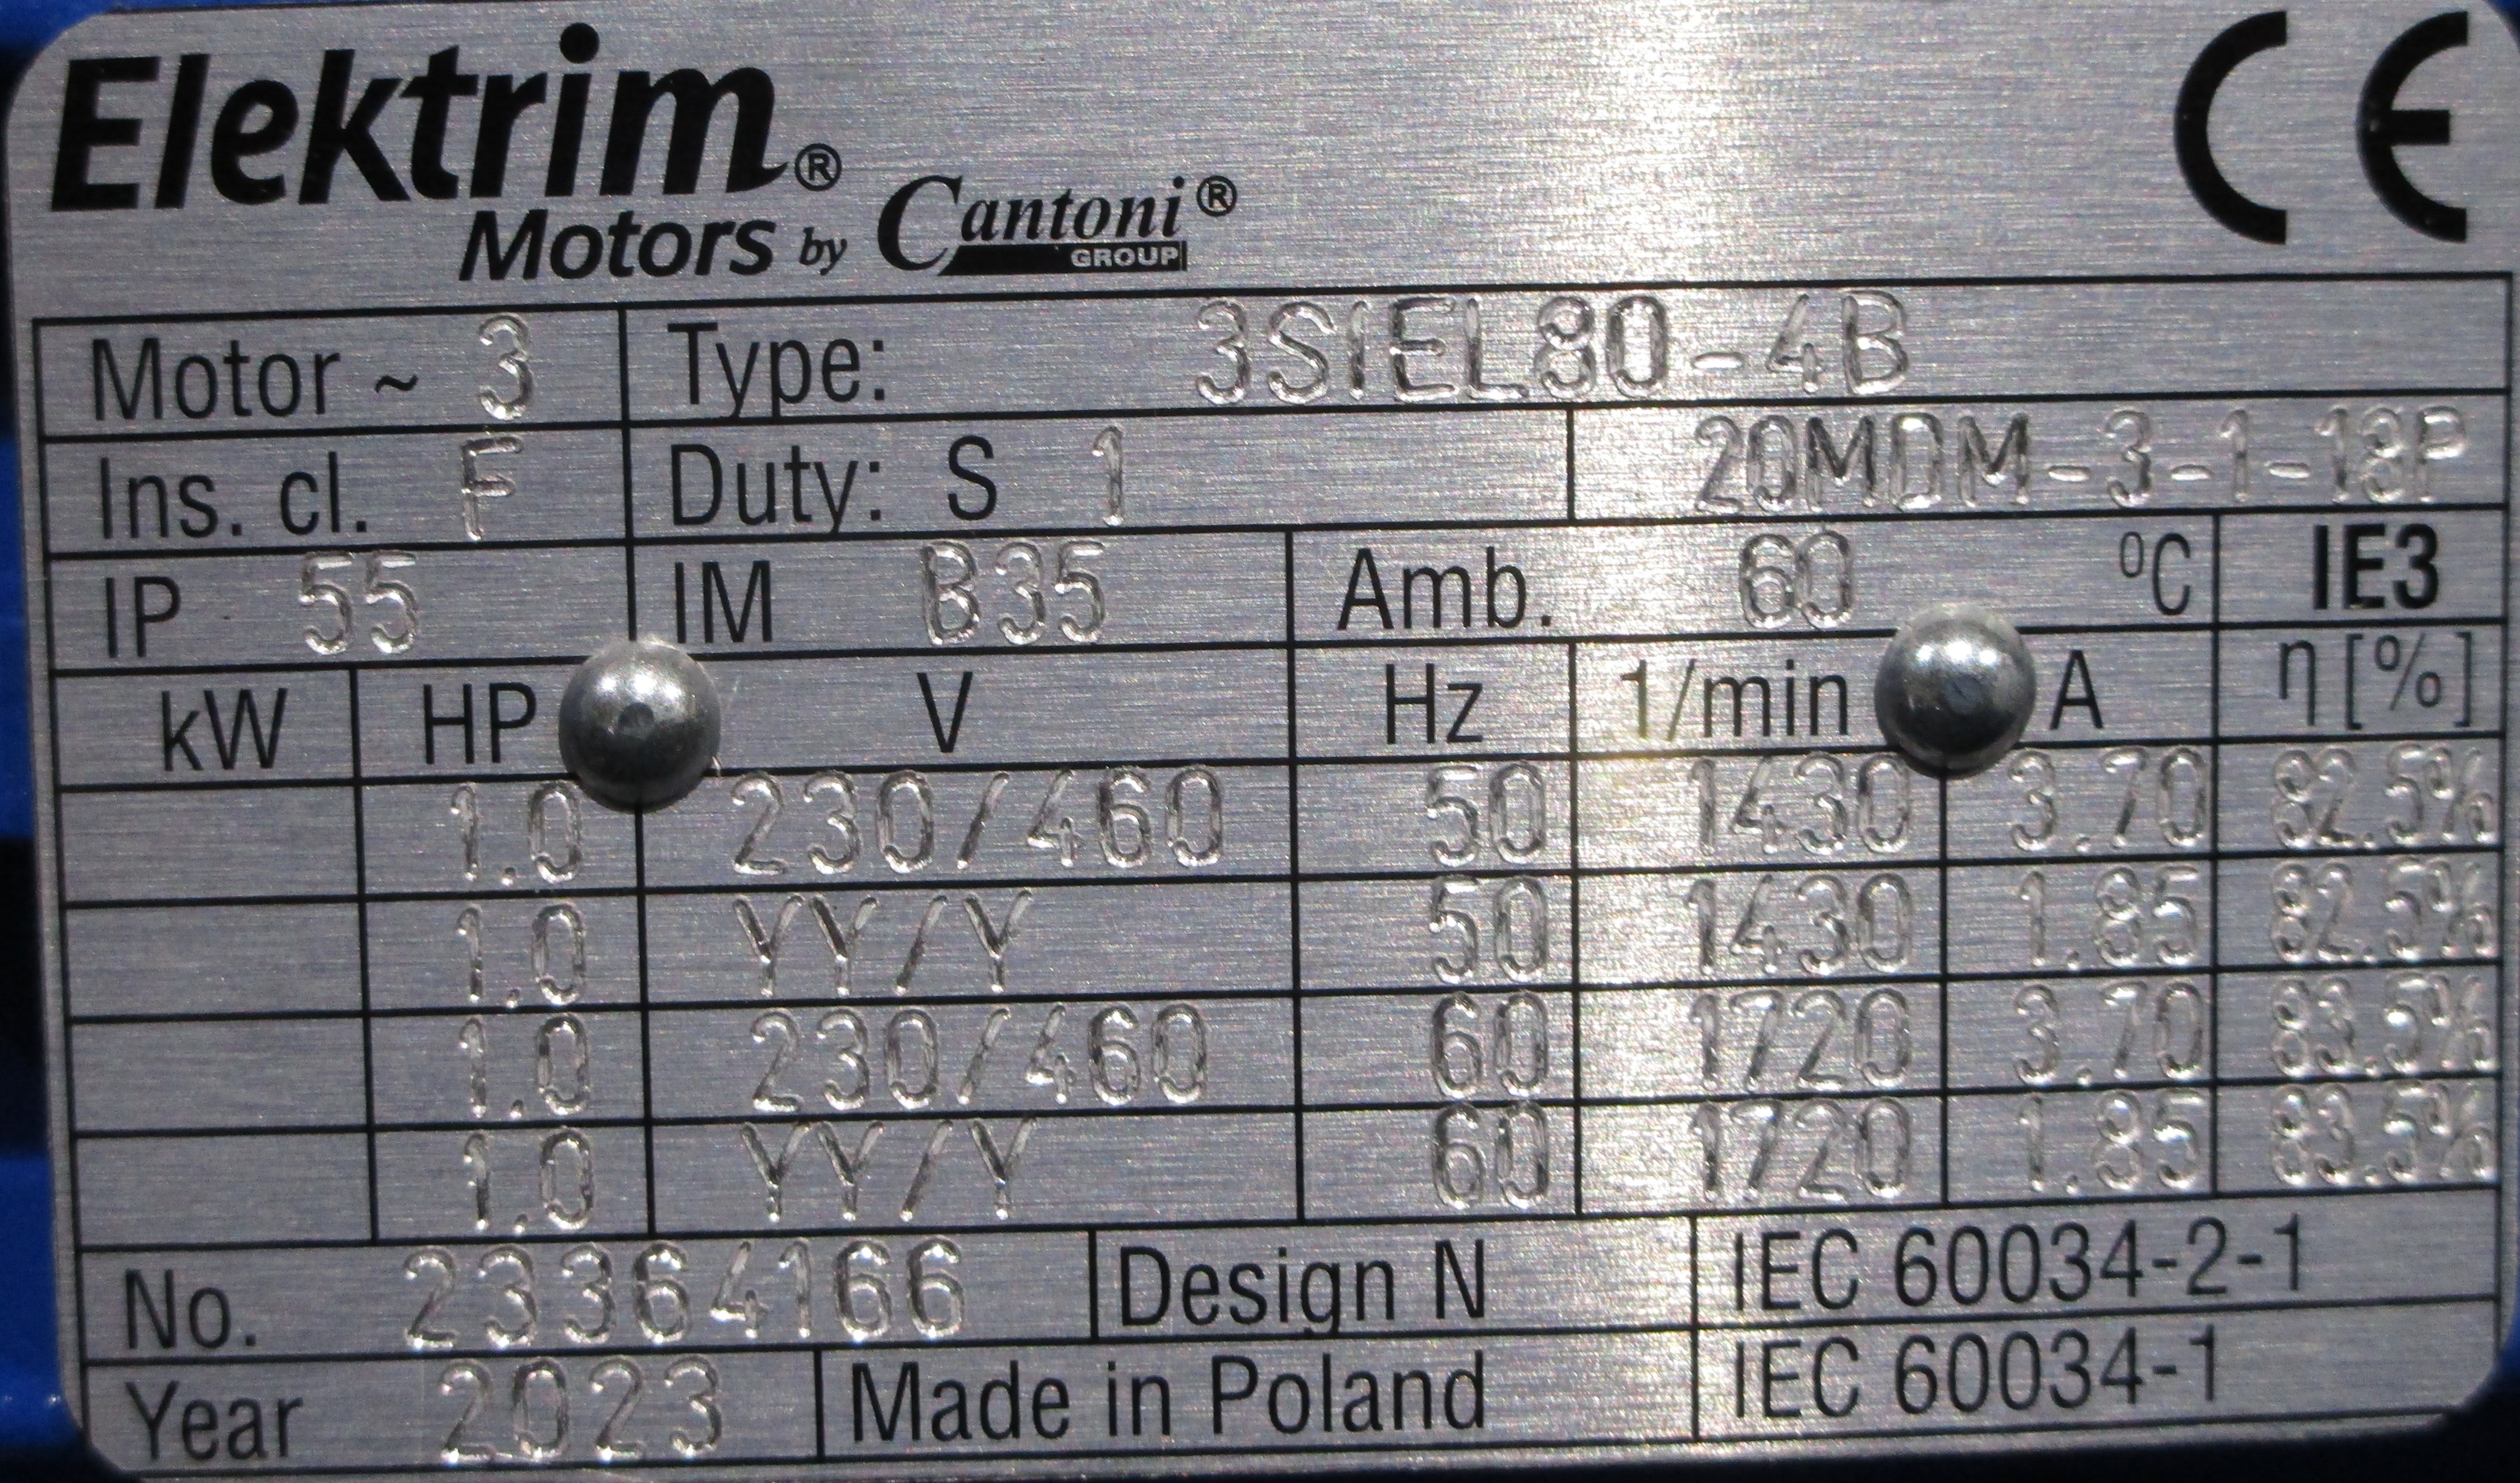 Elektrim®
Motors by Cantoni®
GROUP
CE
Motor ~ 3 Type: 3SIEL80-4B
Ins. cl. F Duty: S 1 20MDM-3-1-18P
IP 55 IM B35 Amb. 60 °C IE3
kW HP V Hz 1/min A η [%]
1.0 230/460 50 1430 3.70 82.5%
1.0 YY/Y 50 1430 1.85 82.5%
1.0 230/460 60 1720 3.70 83.5%
1.0 YY/Y 60 1720 1.85 83.5%
No. 23364166 Design N IEC 60034-2-1
Year 2023 Made in Poland IEC 60034-1